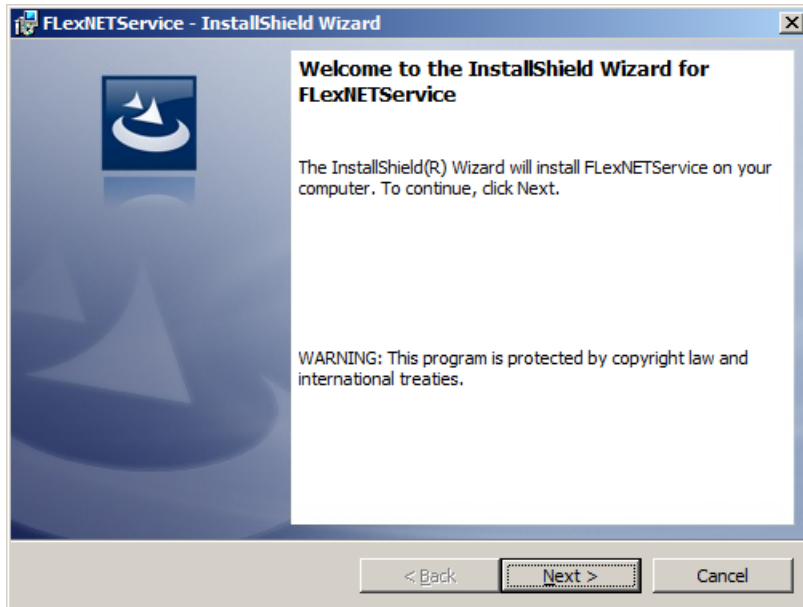 FLexNETService - InstallShield Wizard
Welcome to the InstallShield Wizard for
FLexNETService
The InstallShield(R) Wizard will install FLexNETService on your
computer. To continue, click Next.
WARNING: This program is protected by copyright law and
international treaties.
< Back
Next >
Cancel